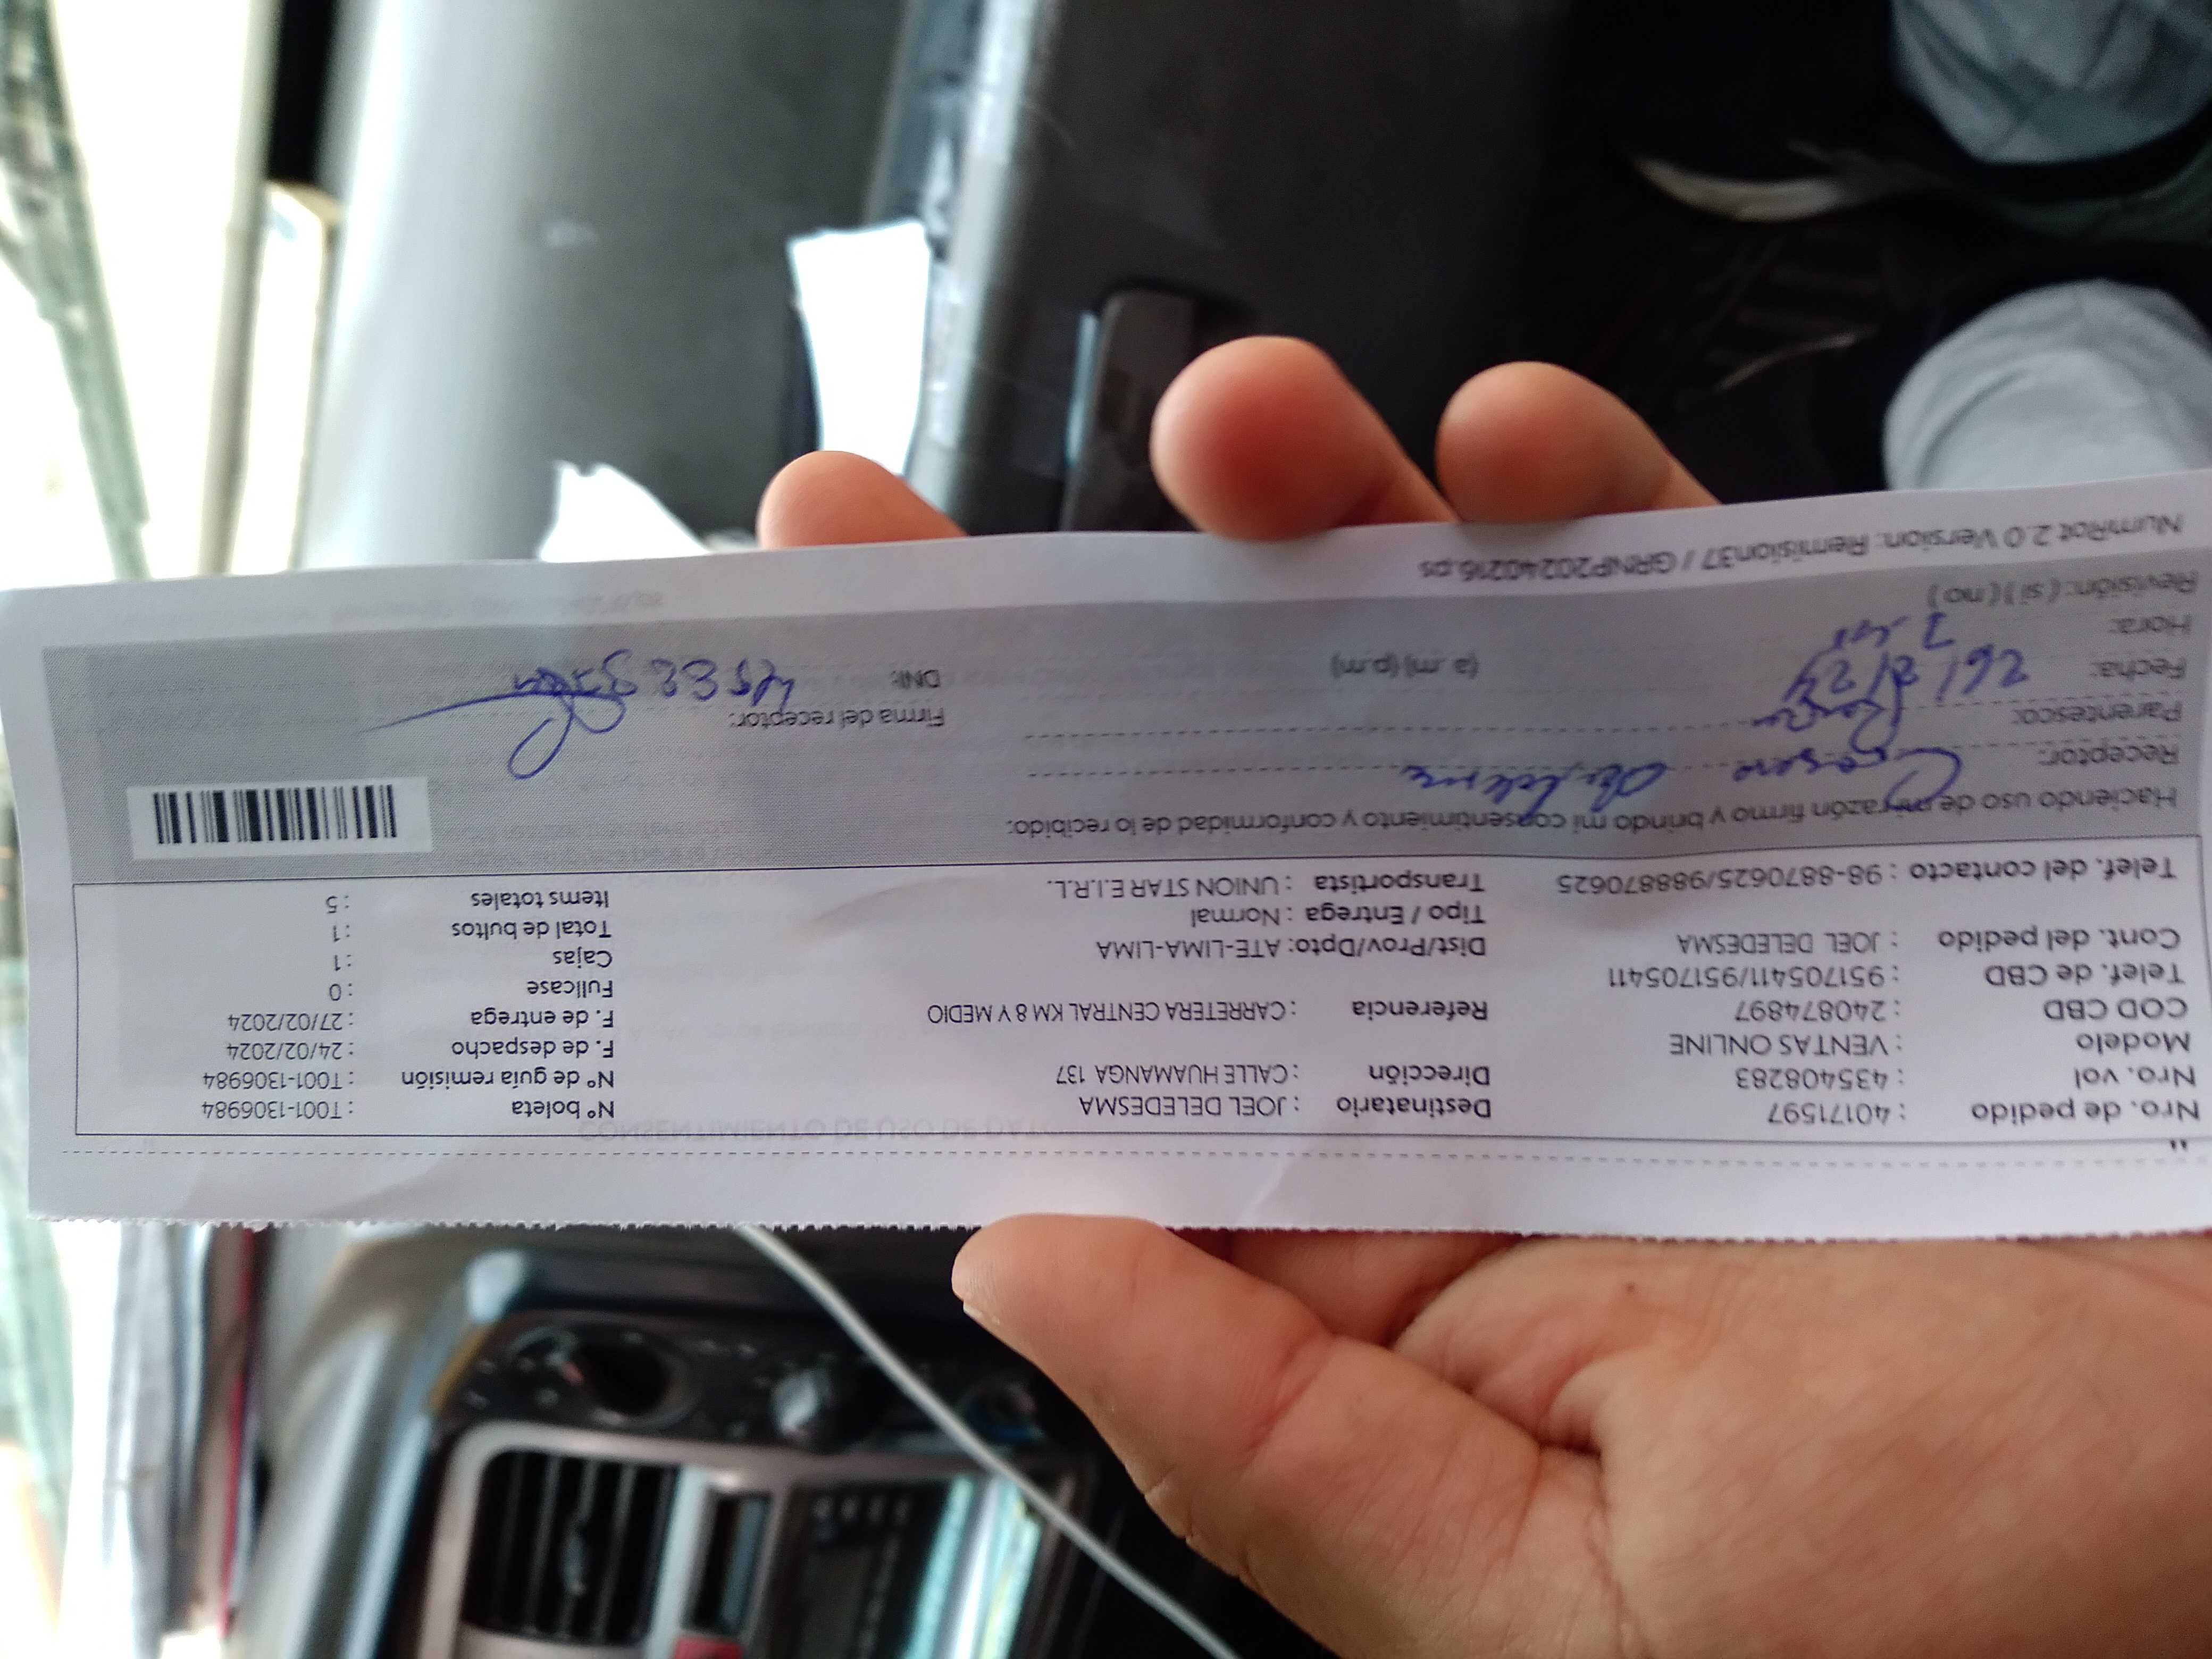 Nro. de pedido : 40171597 Destinatario : JOEL DELEDESMA N° boleta : T001-1306984
Nro. vol : 435408283 Dirección : CALLE HUAMANGA 137 N° de guía remisión : T001-1306984
Modelo : VENTAS ONLINE F. de despacho : 24/02/2024
COD CBD : 240874897 Referencia : CARRETERA CENTRAL KM 8 Y MEDIO F. de entrega : 27/02/2024
Telef. de CBD : 951705411/951705411 Fullcase : 0
Cont. del pedido : JOEL DELEDESMA Dist/Prov/Dpto: ATE-LIMA-LIMA Cajas : 1
Tipo / Entrega : Normal Total de bultos : 1
Telef. del contacto : 98-8870625/988870625 Transportista : UNION STAR E.I.R.L. Items totales : 5
Haciendo uso de mi razón firmo y brindo mi consentimiento y conformidad de lo recibido:
Receptor:
Parentesco: Firma del receptor:
Fecha: 26/2/24 (a.m) (p.m) DNI:
Hora:
Revisión: ( si ) ( no )
NumRot 2.0 Version: Remision37 / GRNP20240216.ps